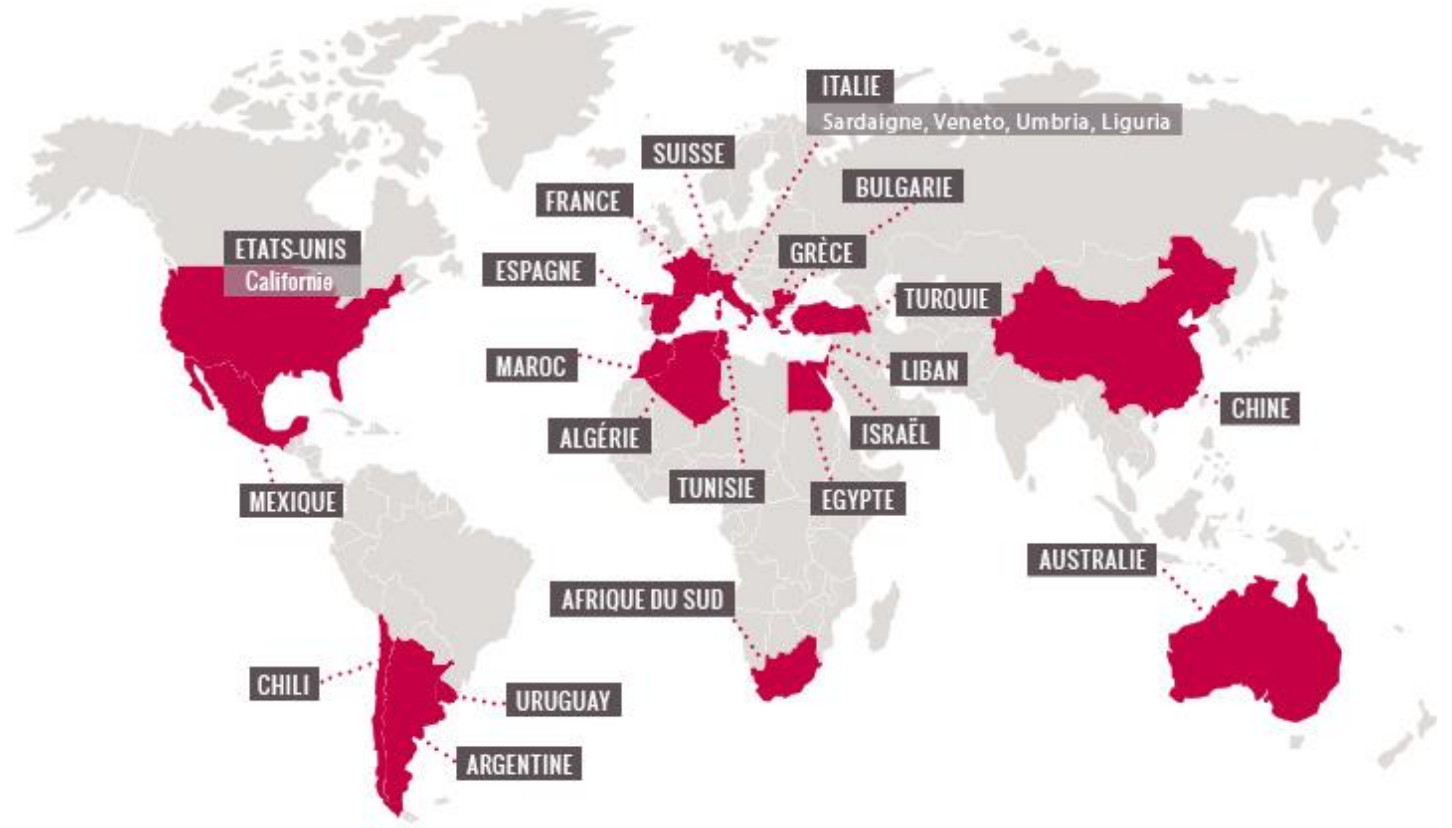 ITALIE
Sardaigne, Veneto, Umbria, Liguria
SUISSE
BULGARIE
FRANCE
ETATS-UNIS
Californie
GRÈCE
ESPAGNE
TURQUIE
MAROC
LIBAN
CHINE
ALGÉRIE
ISRAËL
TUNISIE
EGYPTE
MEXIQUE
AUSTRALIE
AFRIQUE DU SUD
CHILI
URUGUAY
ARGENTINE